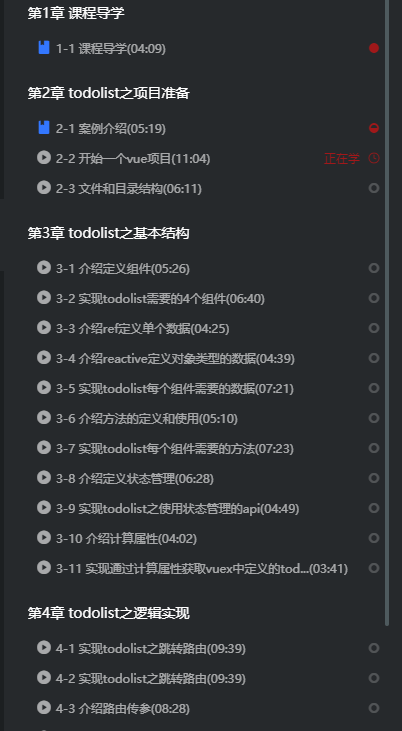 第1章 课程导学
1-1 课程导学(04:09)
第2章 todolist之项目准备
2-1 案例介绍(05:19)
2-2 开始一个vue项目(11:04) 正在学
2-3 文件和目录结构(06:11)
第3章 todolist之基本结构
3-1 介绍定义组件(05:26)
3-2 实现todolist需要的4个组件(06:40)
3-3 介绍ref定义单个数据(04:25)
3-4 介绍reactive定义对象类型的数据(04:39)
3-5 实现todolist每个组件需要的数据(07:21)
3-6 介绍方法的定义和使用(05:10)
3-7 实现todolist每个组件需要的方法(07:23)
3-8 介绍定义状态管理(06:28)
3-9 实现todolist之使用状态管理的api(04:49)
3-10 介绍计算属性(04:02)
3-11 实现通过计算属性获取vuex中定义的tod...(03:41)
第4章 todolist之逻辑实现
4-1 实现todolist之跳转路由(09:39)
4-2 实现todolist之跳转路由(09:39)
4-3 介绍路由传参(08:28)